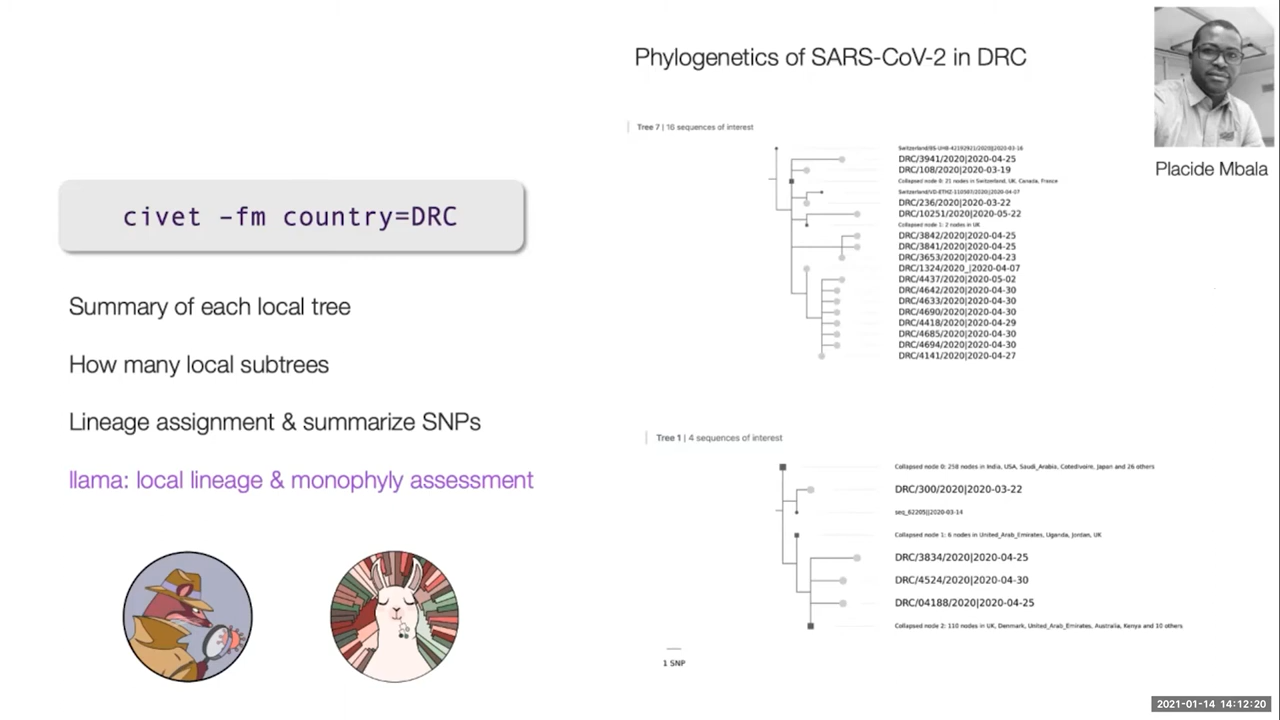 Phylogenetics of SARS-CoV-2 in DRC
Placide Mbala
civet –fm country=DRC
Summary of each local tree
How many local subtrees
Lineage assignment & summarize SNPs
llama: local lineage & monophyly assessment
Tree 7 | 16 sequences of interest
Switzerland/BS-UHB-42192921/2020||2020-03-16
DRC/3941/2020|2020-04-25
DRC/108/2020|2020-03-19
Collapsed node 8: 21 nodes in Switzerland, UK, Canada, France
Switzerland/VD-ETHZ-110587/2020||2020-04-07
DRC/236/2020|2020-03-22
DRC/10251/2020|2020-05-22
Collapsed node 1: 2 nodes in UK
DRC/3842/2020|2020-04-25
DRC/3841/2020|2020-04-25
DRC/3653/2020|2020-04-23
DRC/1324/2020_|2020-04-07
DRC/4437/2020|2020-05-02
DRC/4642/2020|2020-04-30
DRC/4633/2020|2020-04-30
DRC/4690/2020|2020-04-30
DRC/4418/2020|2020-04-29
DRC/4685/2020|2020-04-30
DRC/4694/2020|2020-04-30
DRC/4141/2020|2020-04-27
Tree 1 | 4 sequences of interest
Collapsed node 0: 258 nodes in India, USA, Saudi_Arabia, Cotedivoire, Japan and 26 others
DRC/300/2020|2020-03-22
seq_62205||2020-03-14
Collapsed node 1: 6 nodes in United_Arab_Emirates, Uganda, Jordan, UK
DRC/3834/2020|2020-04-25
DRC/4524/2020|2020-04-30
DRC/04188/2020|2020-04-25
Collapsed node 2: 110 nodes in UK, Denmark, United_Arab_Emirates, Australia, Kenya and 10 others
1 SNP
2021-01-14 14:12:20